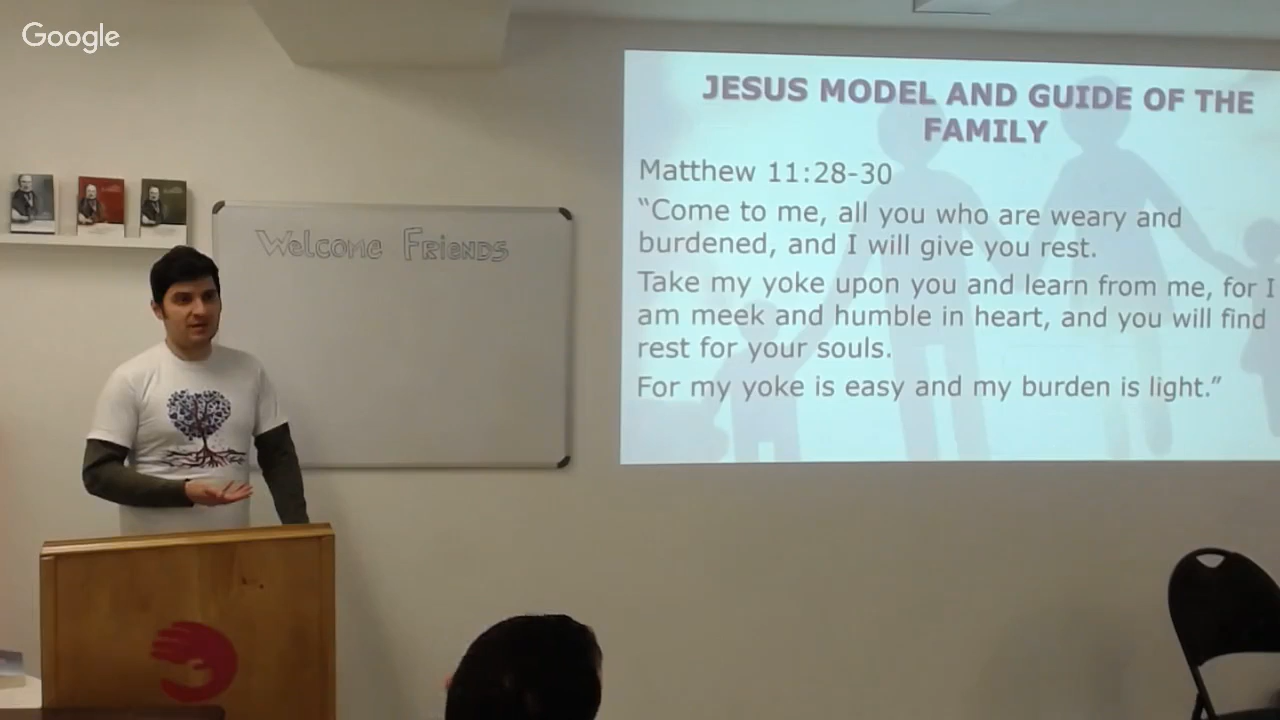 Google
Welcome Friends
JESUS MODEL AND GUIDE OF THE
FAMILY
Matthew 11:28-30
“Come to me, all you who are weary and
burdened, and I will give you rest.
Take my yoke upon you and learn from me, for I
am meek and humble in heart, and you will find
rest for your souls.
For my yoke is easy and my burden is light.”